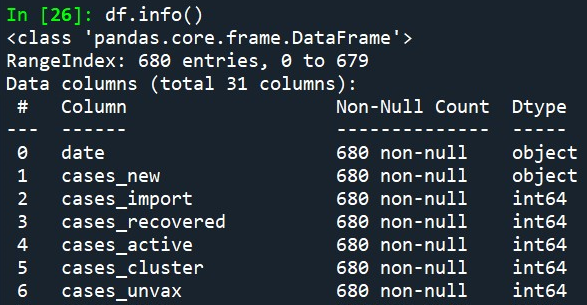 In [26]: df.info()
<class 'pandas.core.frame.DataFrame'>
RangeIndex: 680 entries, 0 to 679
Data columns (total 31 columns):
 #   Column           Non-Null Count  Dtype
---  ------           --------------  -----
 0   date             680 non-null    object
 1   cases_new        680 non-null    object
 2   cases_import     680 non-null    int64
 3   cases_recovered  680 non-null    int64
 4   cases_active     680 non-null    int64
 5   cases_cluster    680 non-null    int64
 6   cases_unvax      680 non-null    int64